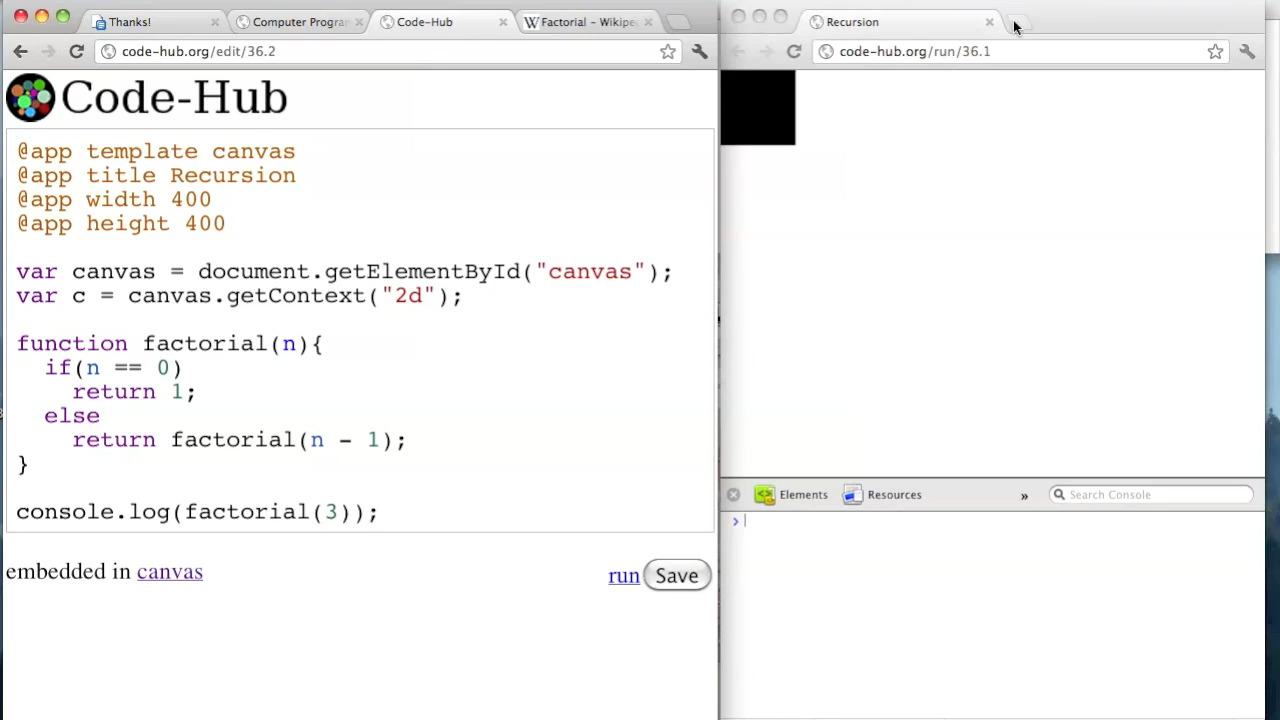 Thanks!
Computer Progran
Code-Hub
Factorial – Wikipe
code-hub.org/edit/36.2
Code-Hub
@app template canvas
@app title Recursion
@app width 400
@app height 400
var canvas = document.getElementById("canvas");
var c = canvas.getContext("2d");
function factorial(n){
if(n == 0)
return 1;
else
return factorial(n - 1);
}
console.log(factorial(3));
embedded in canvas
run Save
Recursion
code-hub.org/run/36.1
Elements Resources » Search Console
>